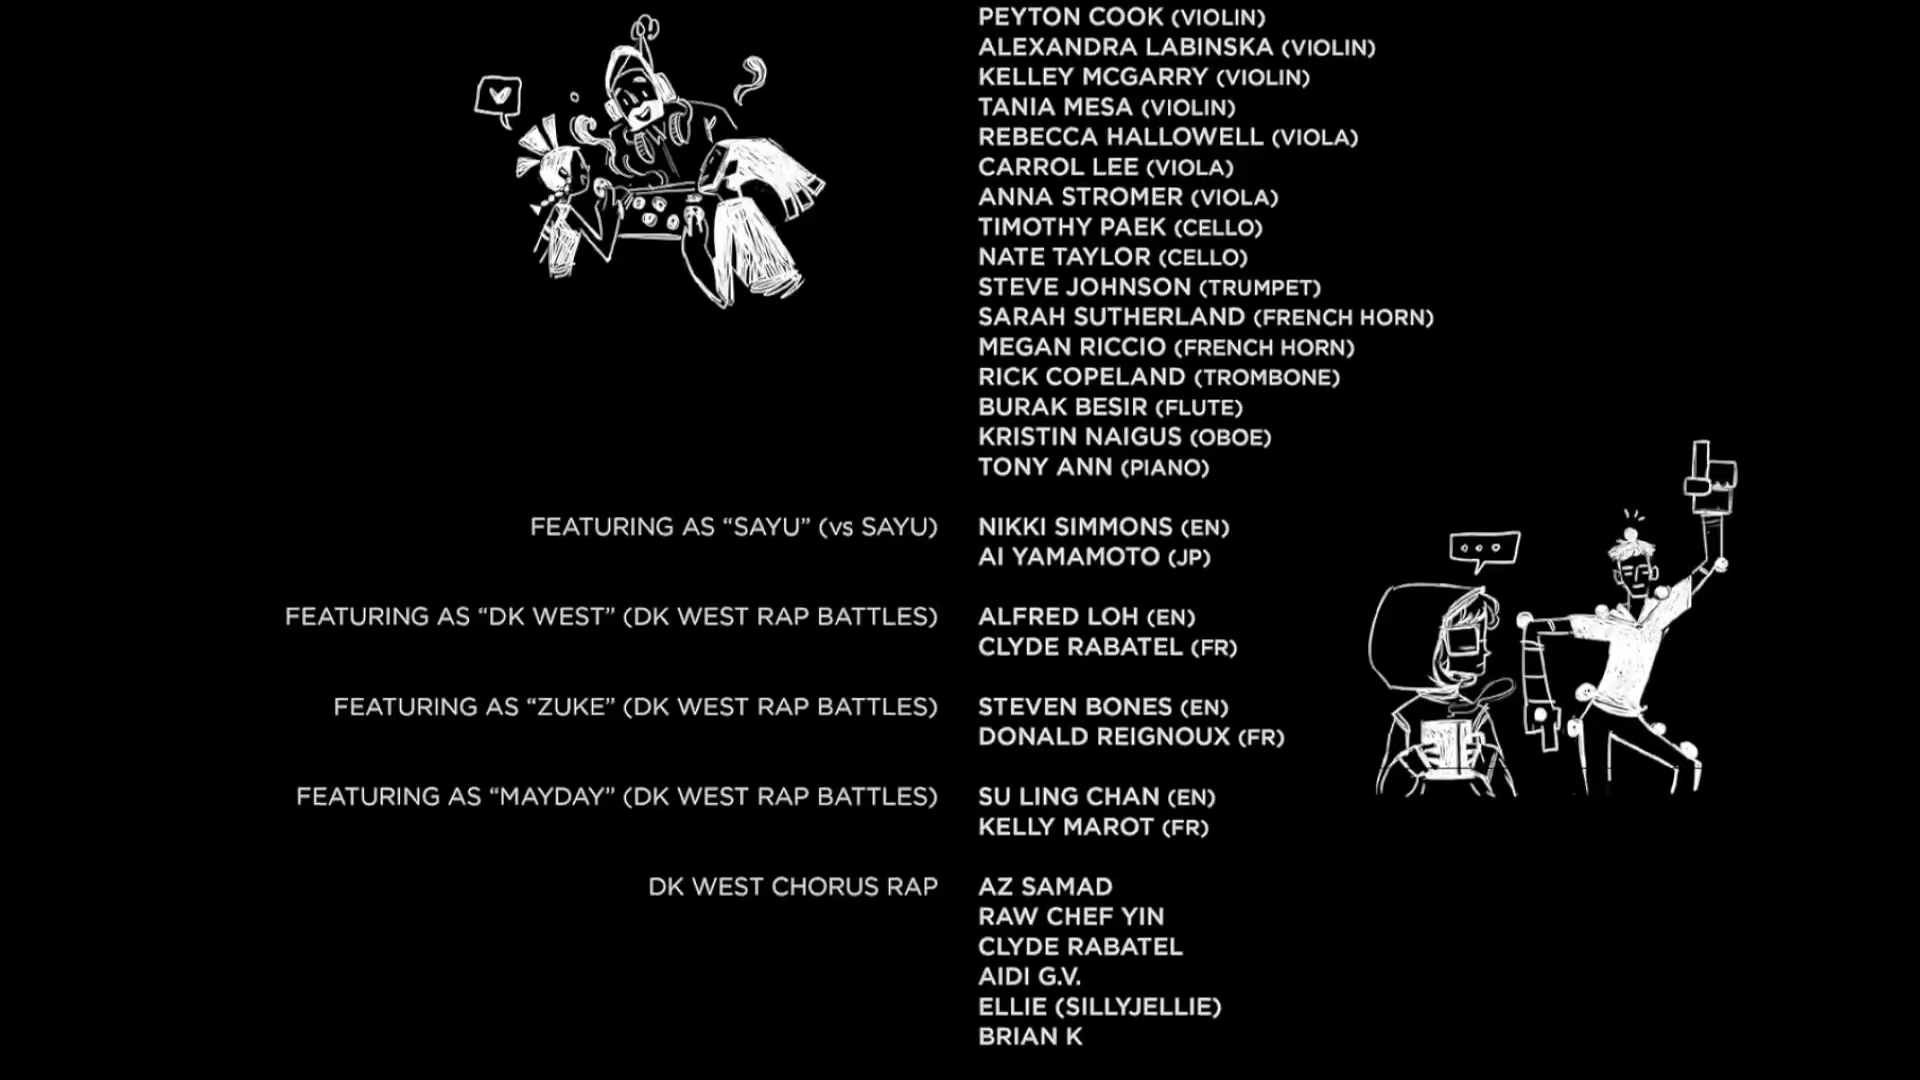 PEYTON COOK (VIOLIN)
ALEXANDRA LABINSKA (VIOLIN)
KELLEY MCGARRY (VIOLIN)
TANIA MESA (VIOLIN)
REBECCA HALLOWELL (VIOLA)
CARROL LEE (VIOLA)
ANNA STROMER (VIOLA)
TIMOTHY PAEK (CELLO)
NATE TAYLOR (CELLO)
STEVE JOHNSON (TRUMPET)
SARAH SUTHERLAND (FRENCH HORN)
MEGAN RICCIO (FRENCH HORN)
RICK COPELAND (TROMBONE)
BURAK BESIR (FLUTE)
KRISTIN NAIGUS (OBOE)
TONY ANN (PIANO)
FEATURING AS “SAYU” (vs SAYU) NIKKI SIMMONS (EN)
AI YAMAMOTO (JP)
FEATURING AS “DK WEST” (DK WEST RAP BATTLES) ALFRED LOH (EN)
CLYDE RABATEL (FR)
FEATURING AS “ZUKE” (DK WEST RAP BATTLES) STEVEN BONES (EN)
DONALD REIGNOUX (FR)
FEATURING AS “MAYDAY” (DK WEST RAP BATTLES) SU LING CHAN (EN)
KELLY MAROT (FR)
DK WEST CHORUS RAP AZ SAMAD
RAW CHEF YIN
CLYDE RABATEL
AIDI G.V.
ELLIE (SILLYJELLIE)
BRIAN K